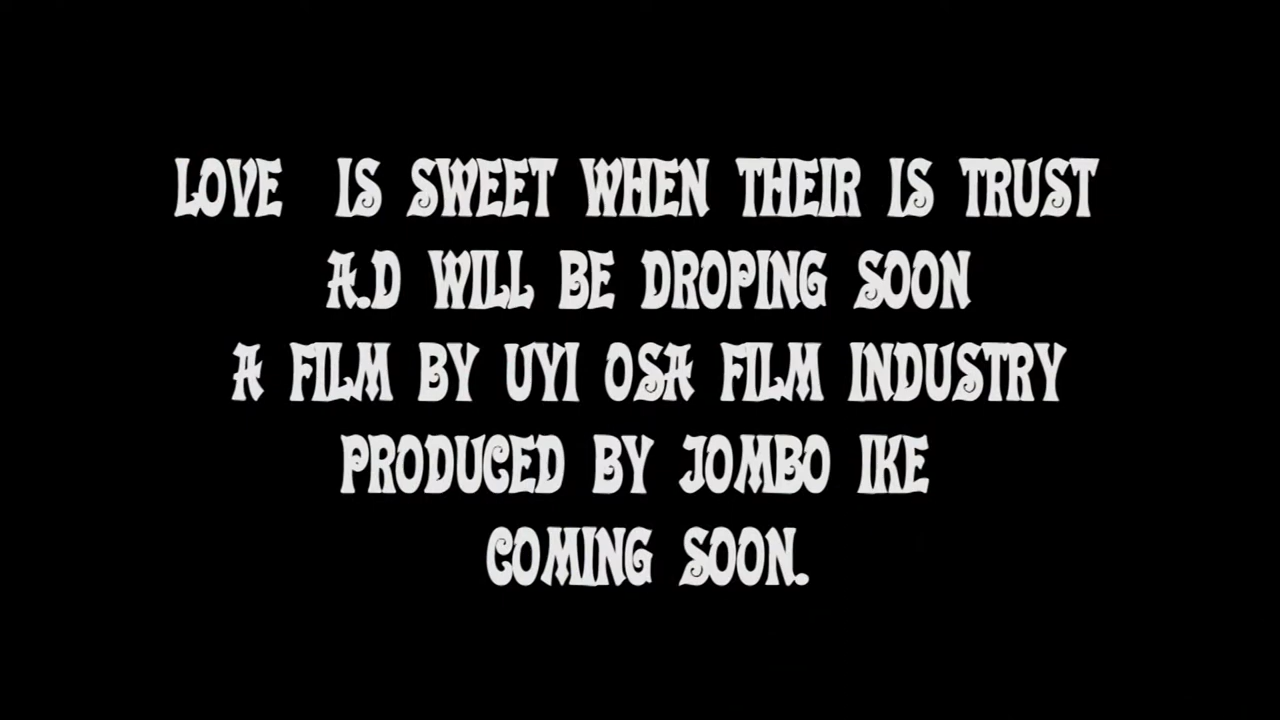 LOVE IS SWEET WHEN THEIR IS TRUST
A.D WILL BE DROPING SOON
A FILM BY UYI OSA FILM INDUSTRY
PRODUCED BY JOMBO IKE
COMING SOON.